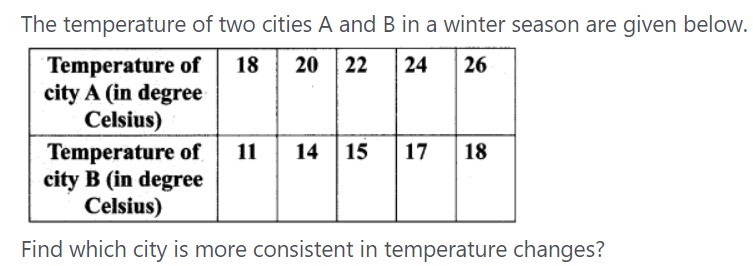 The temperature of two cities A and B in a winter season are given below.
Temperature of 18 20 22 24 26
city A (in degree
Celsius)
Temperature of 11 14 15 17 18
city B (in degree
Celsius)
Find which city is more consistent in temperature changes?